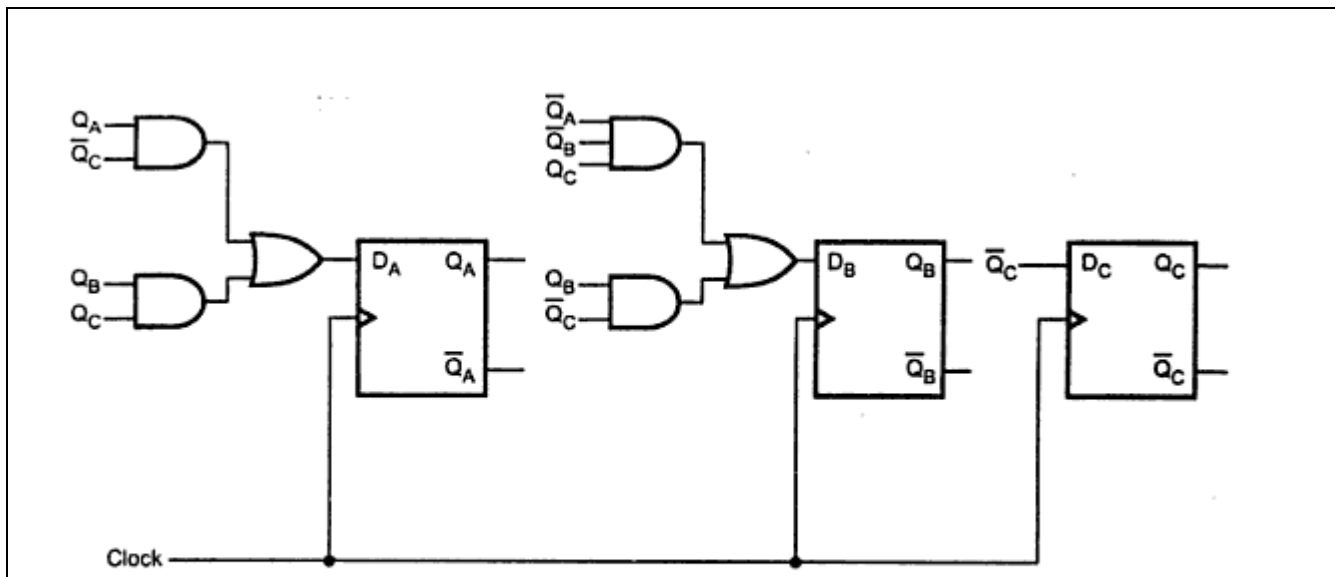 Q_A
Q̅_C
Q_B
Q_C
D_A Q_A
Q̅_A
Q̅_A
Q̅_B
Q_C
Q_B
Q̅_C
D_B Q_B
Q̅_B
Q̅_C
D_C Q_C
Q̅_C
Clock